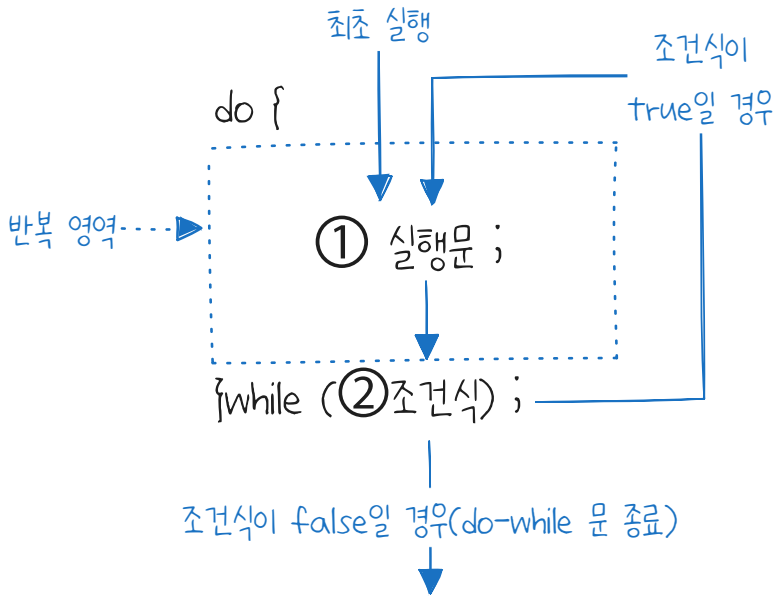 최초 실행
조건식이
true일 경우
do {
반복 영역
① 실행문 ;
}while (②조건식) ;
조건식이 false일 경우(do-while 문 종료)